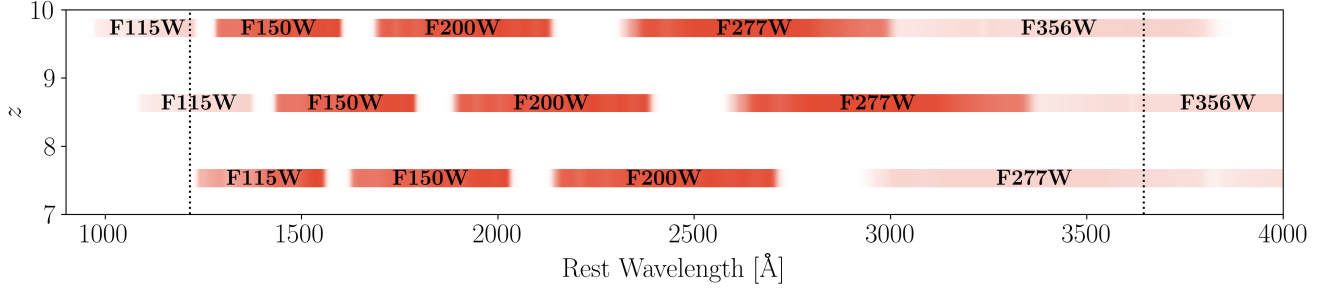 10
F115W F150W F200W F277W F356W
9
F115W F150W F200W F277W F356W
z
8
F115W F150W F200W F277W
7
1000 1500 2000 2500 3000 3500 4000
Rest Wavelength [Å]